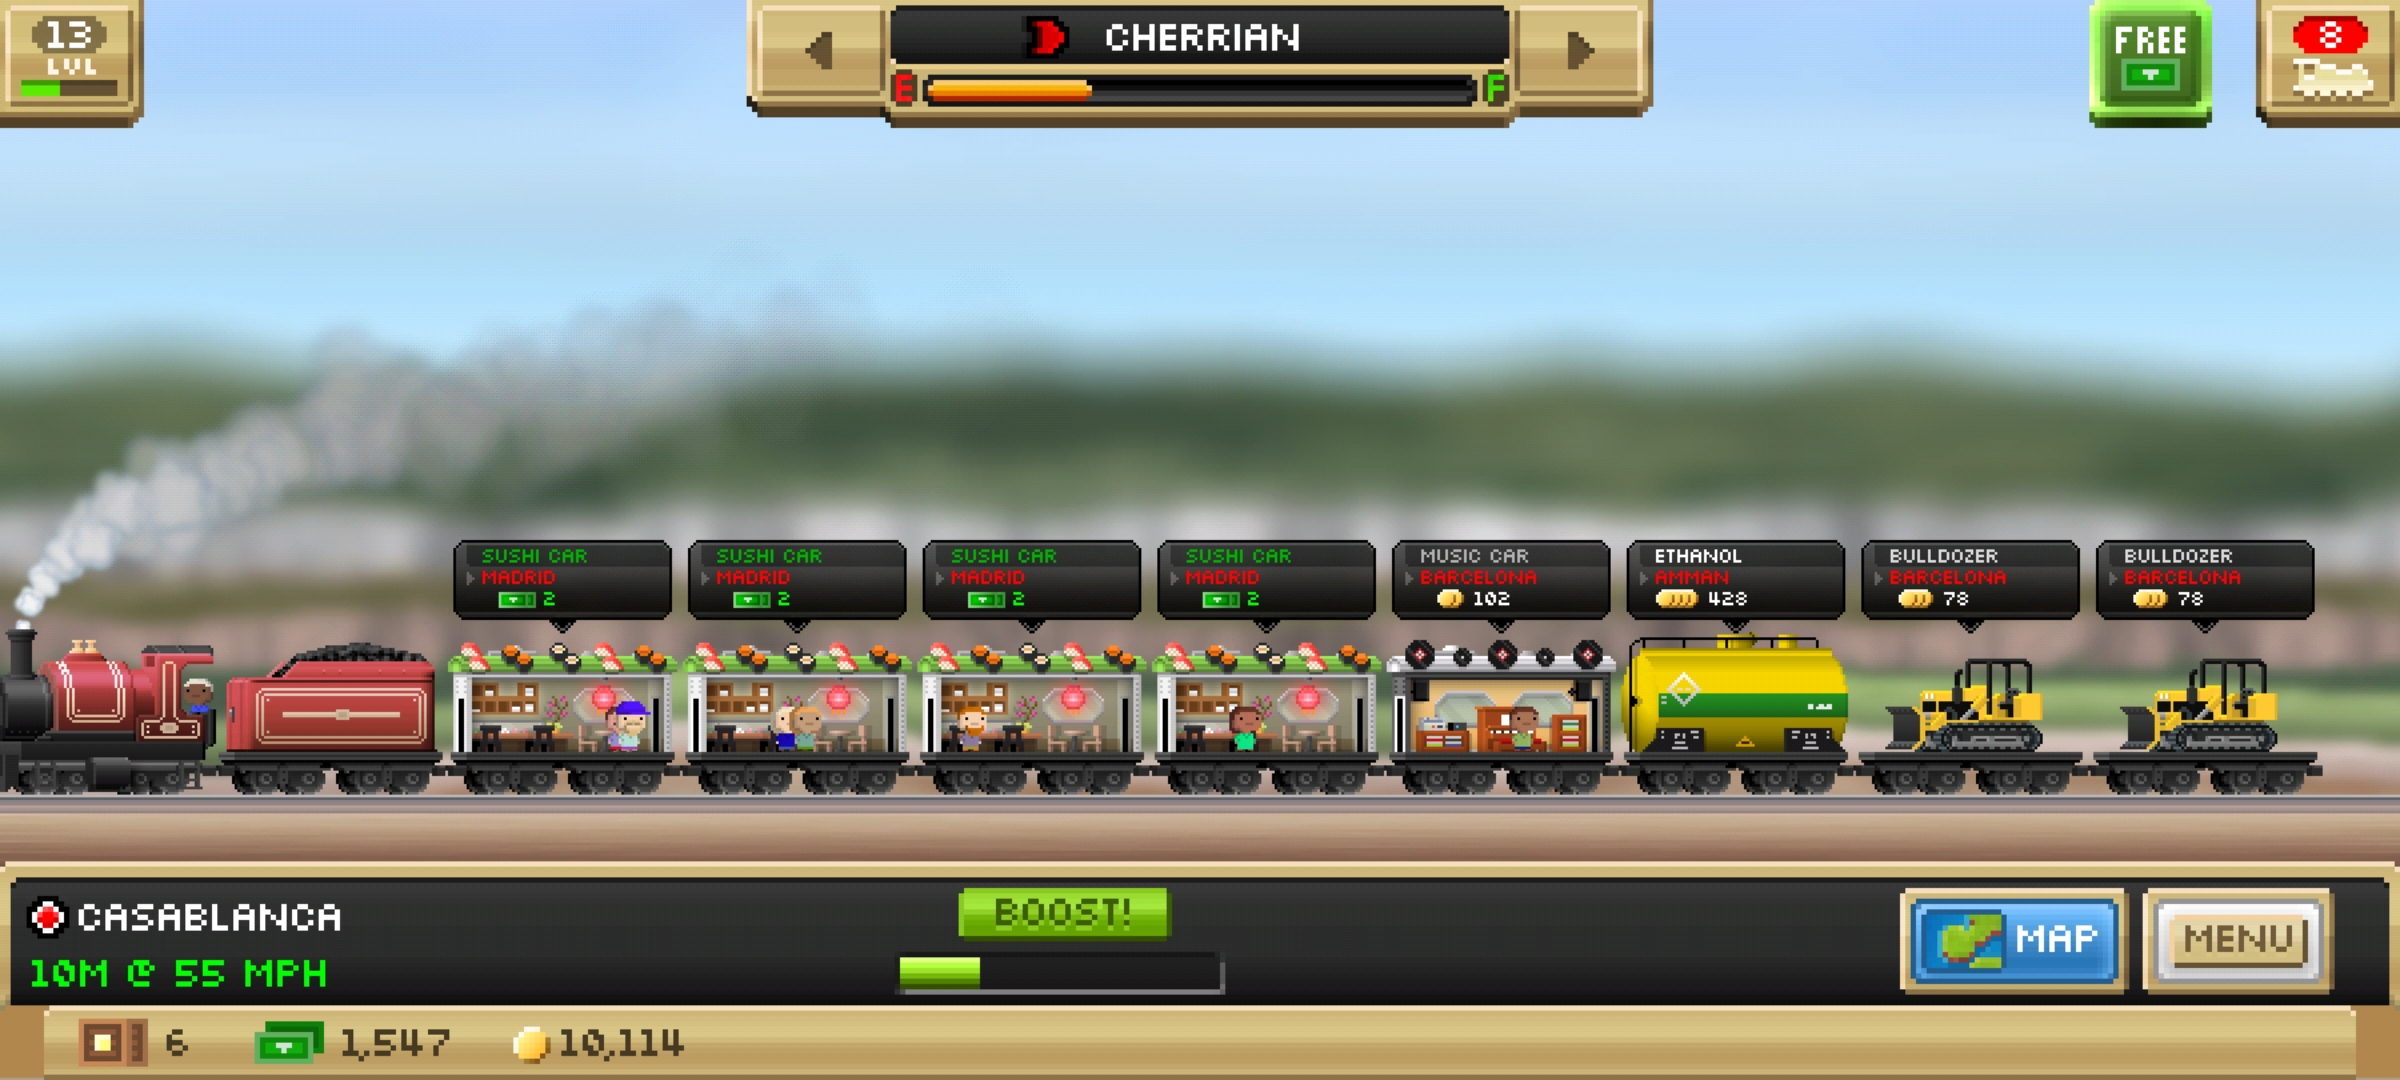 13
LVL
CHERRIAN
E F
FREE
8
SUSHI CAR
MADRID
2
SUSHI CAR
MADRID
2
SUSHI CAR
MADRID
2
SUSHI CAR
MADRID
2
MUSIC CAR
BARCELONA
102
ETHANOL
AMMAN
428
BULLDOZER
BARCELONA
78
BULLDOZER
BARCELONA
78
CASABLANCA
10M @ 55 MPH
BOOST!
MAP
MENU
6
1,547
10,114